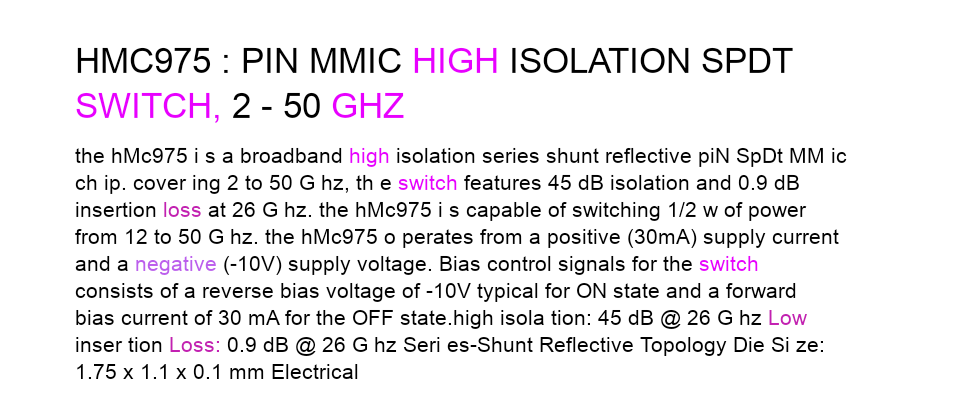 HMC975 : PIN MMIC HIGH ISOLATION SPDT
SWITCH, 2 - 50 GHZ
the hMc975 i s a broadband high isolation series shunt reflective piN SpDt MM ic
ch ip. cover ing 2 to 50 G hz, th e switch features 45 dB isolation and 0.9 dB
insertion loss at 26 G hz. the hMc975 i s capable of switching 1/2 w of power
from 12 to 50 G hz. the hMc975 o perates from a positive (30mA) supply current
and a negative (-10V) supply voltage. Bias control signals for the switch
consists of a reverse bias voltage of -10V typical for ON state and a forward
bias current of 30 mA for the OFF state.high isola tion: 45 dB @ 26 G hz Low
inser tion Loss: 0.9 dB @ 26 G hz Seri es-Shunt Reflective Topology Die Si ze:
1.75 x 1.1 x 0.1 mm Electrical